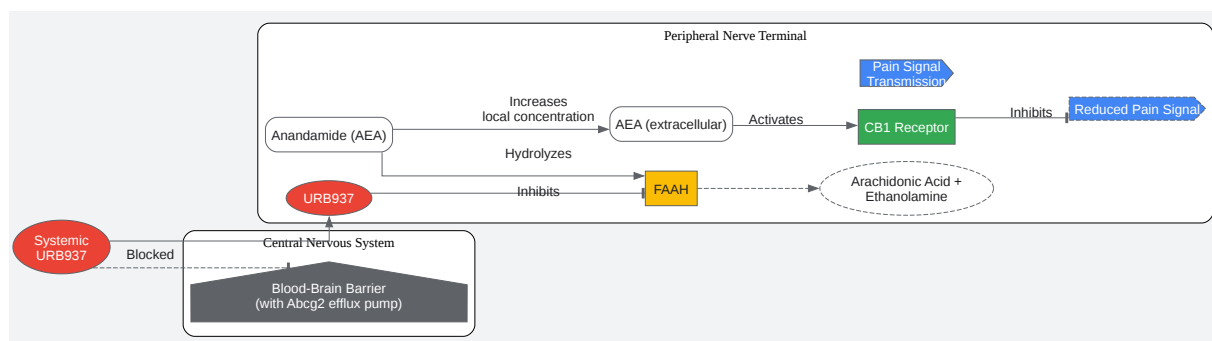 Peripheral Nerve Terminal
Pain Signal
Transmission
Increases
local concentration
Anandamide (AEA)
AEA (extracellular)
Activates
CB1 Receptor
Inhibits
Reduced Pain Signal
Hydrolyzes
URB937
Inhibits
FAAH
Arachidonic Acid +
Ethanolamine
Systemic
URB937
Blocked
Central Nervous System
Blood-Brain Barrier
(with Abcg2 efflux pump)